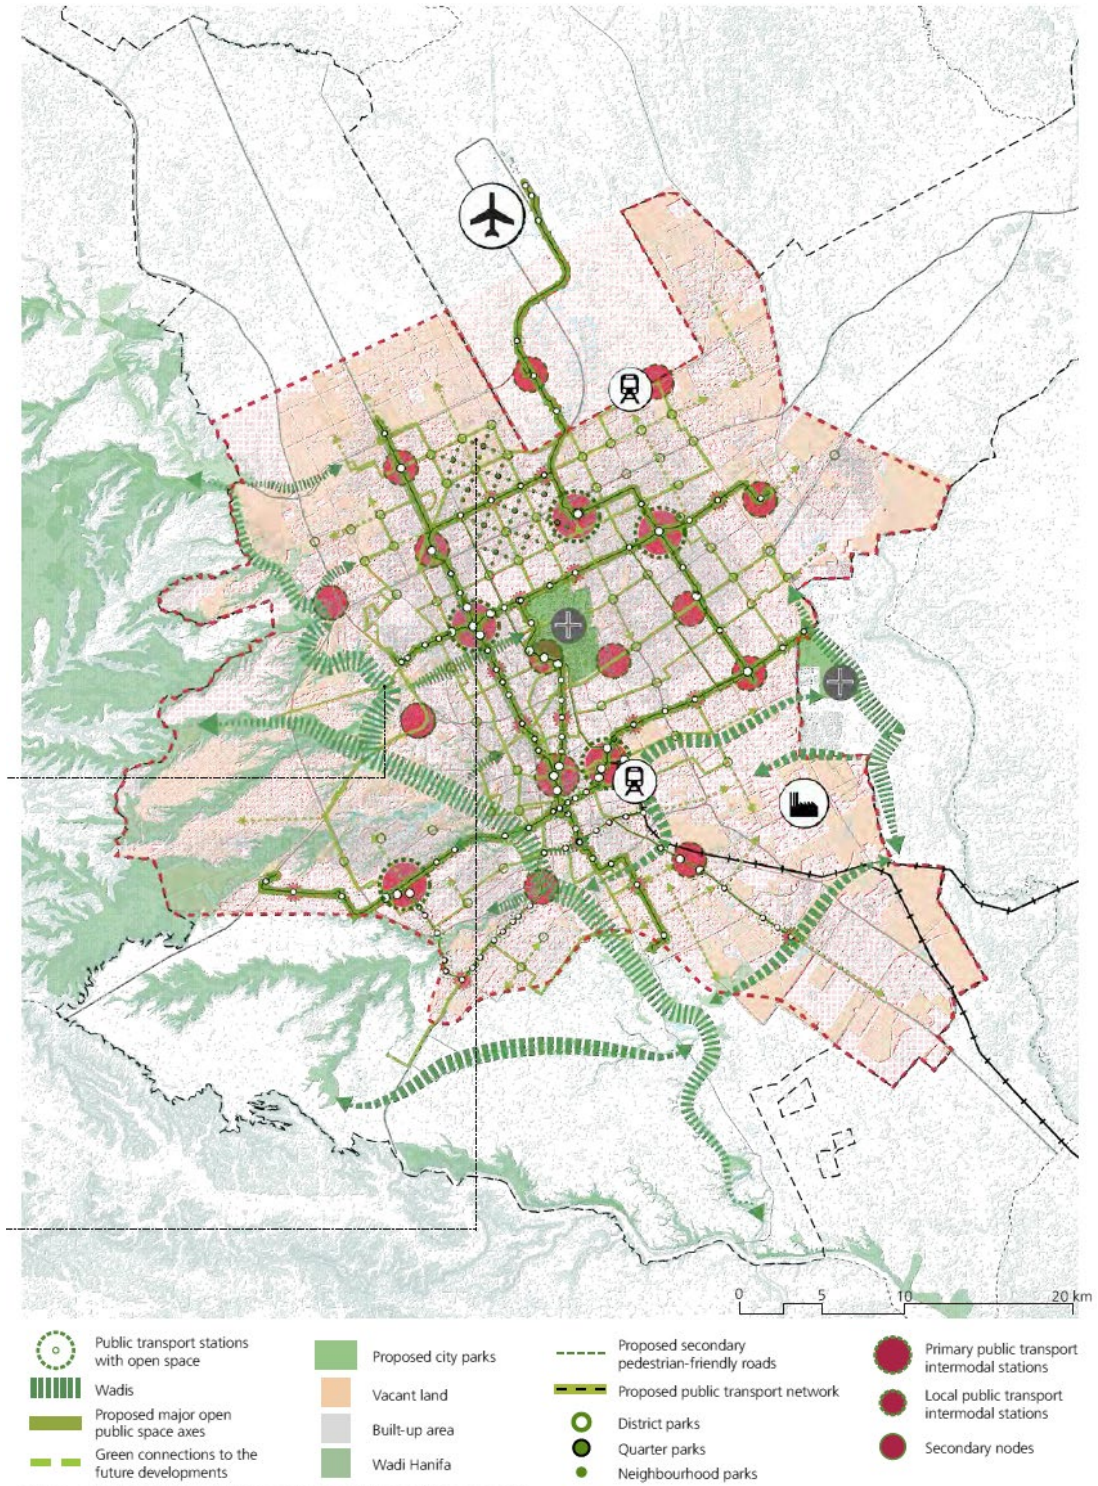 0 5 10 20 km
Public transport stations
with open space
Wadis
Proposed major open
public space axes
Green connections to the
future developments
Proposed city parks
Vacant land
Built-up area
Wadi Hanifa
Proposed secondary
pedestrian-friendly roads
Proposed public transport network
District parks
Quarter parks
Neighbourhood parks
Primary public transport
intermodal stations
Local public transport
intermodal stations
Secondary nodes